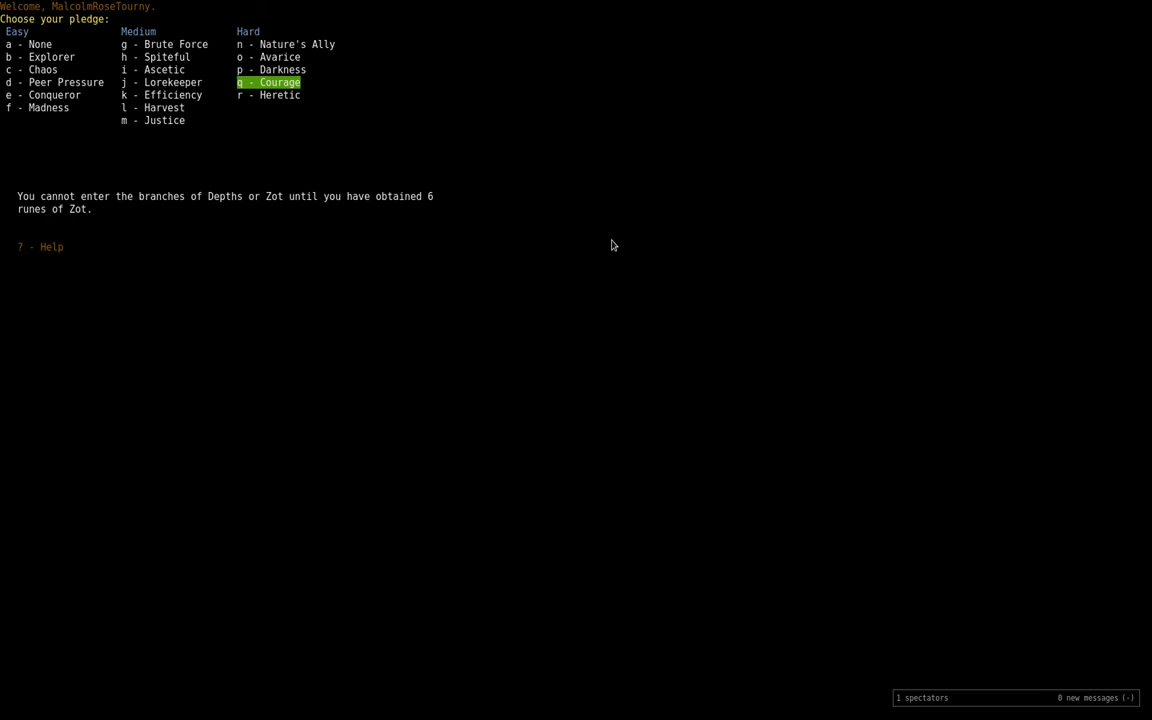 Welcome, MalcolmRoseTourny.
Choose your pledge:
Easy Medium Hard
a - None g - Brute Force n - Nature's Ally
b - Explorer h - Spiteful o - Avarice
c - Chaos i - Ascetic p - Darkness
d - Peer Pressure j - Lorekeeper q - Courage
e - Conqueror k - Efficiency r - Heretic
f - Madness l - Harvest
m - Justice
You cannot enter the branches of Depths or Zot until you have obtained 6
runes of Zot.
? - Help
1 spectators 0 new messages (-)